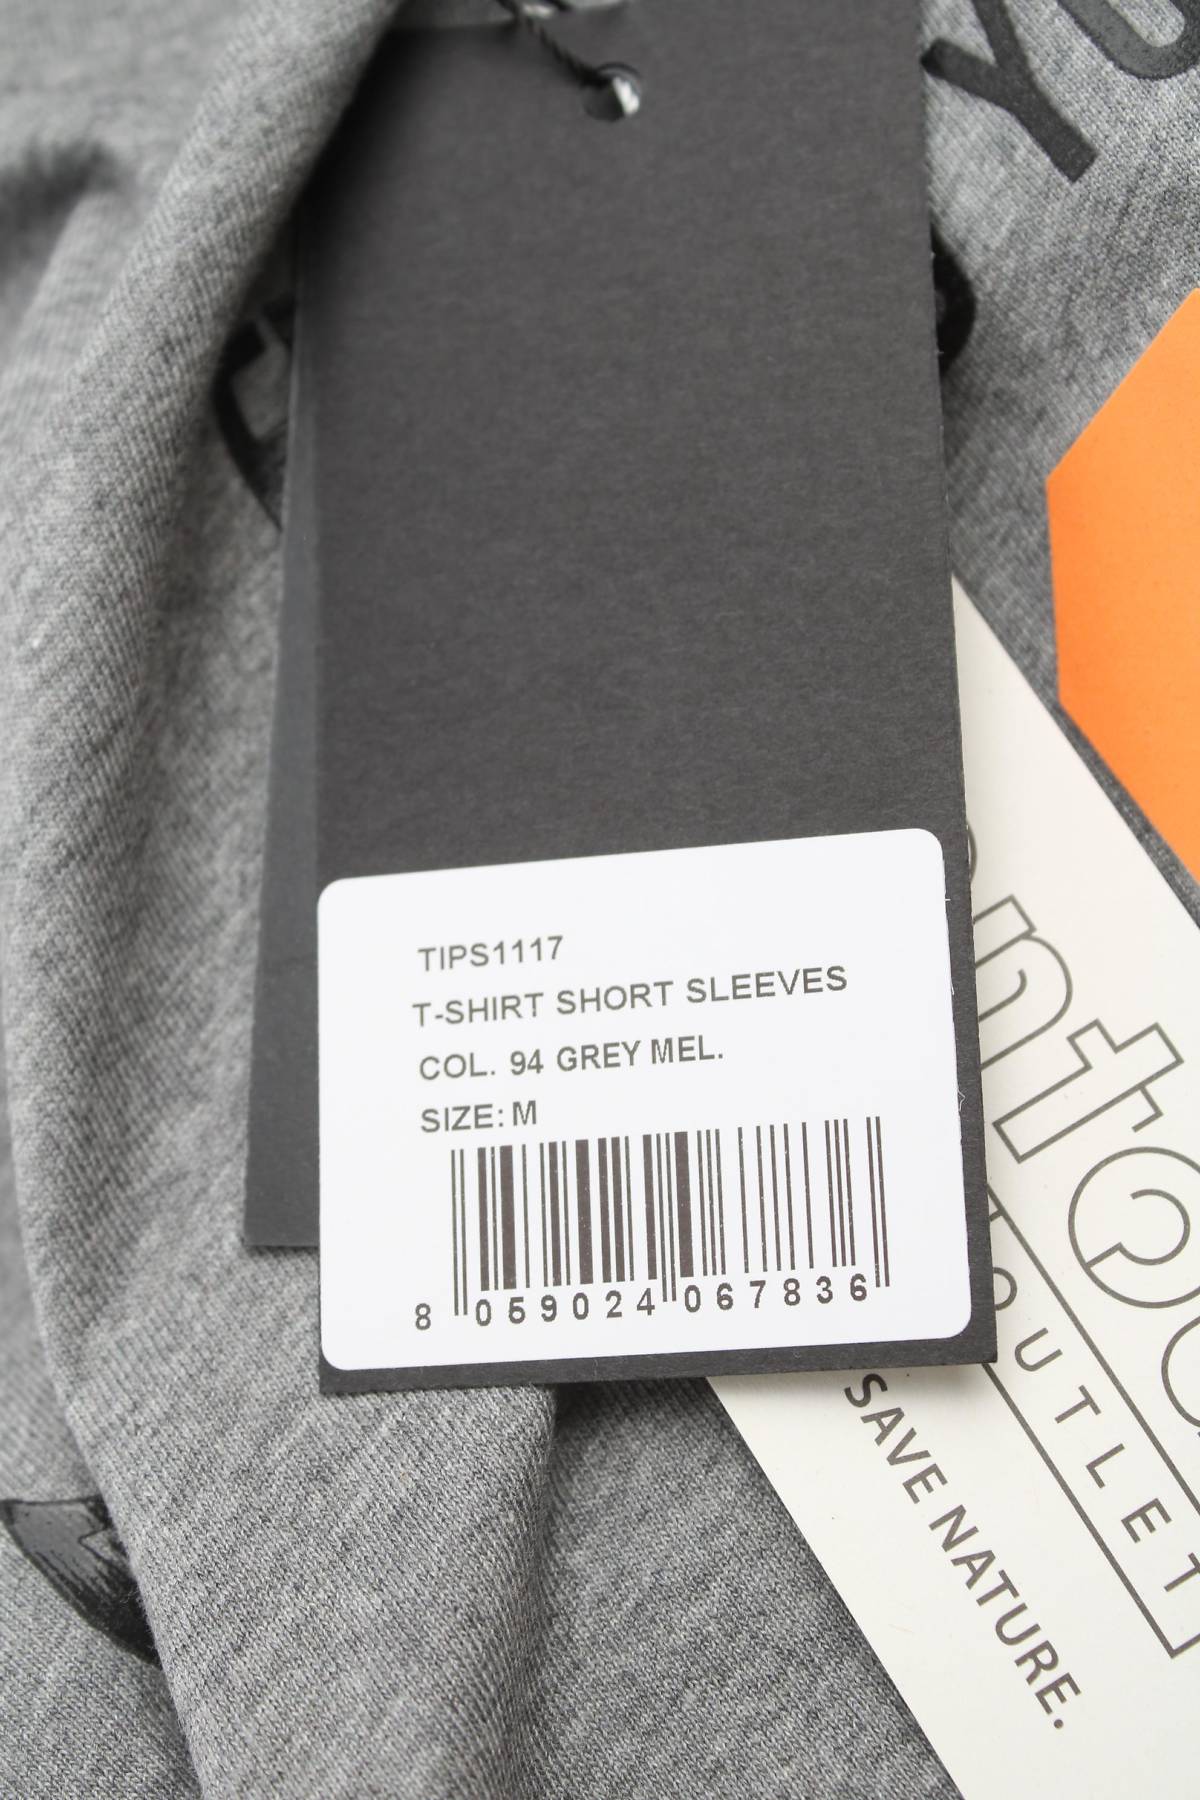 TIPS1117
T-SHIRT SHORT SLEEVES
COL. 94 GREY MEL.
SIZE: M
8 059024 067836
OUTLET
SAVE NATURE.